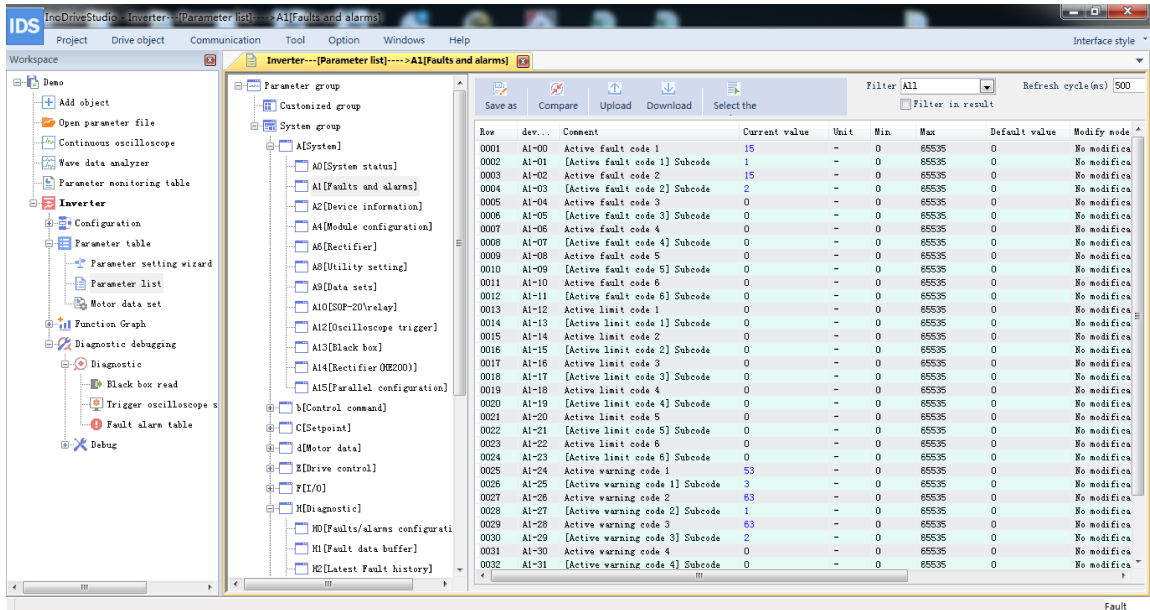 IDS
InoDriveStudio - Inverter---[Parameter list]---->A1[Faults and alarms]
Project Drive object Communication Tool Option Windows Help Interface style
Workspace
Inverter---[Parameter list]---->A1[Faults and alarms]
Demo
Add object
Open parameter file
Continuous oscilloscope
Wave data analyzer
Parameter monitoring table
Inverter
Configuration
Parameter table
Parameter setting wizard
Parameter list
Motor data set
Function Graph
Diagnostic debugging
Diagnostic
Black box read
Trigger oscilloscope s
Fault alarm table
Debug
Parameter group
Customized group
System group
A[System]
A0[System status]
A1[Faults and alarms]
A2[Device information]
A4[Module configuration]
A6[Rectifier]
A8[Utility setting]
A9[Data sets]
A10[SOP-20\relay]
A12[Oscilloscope trigger]
A13[Black box]
A14[Rectifier(ME200)]
A15[Parallel configuration]
b[Control command]
C[Setpoint]
d[Motor data]
E[Drive control]
F[I/O]
H[Diagnostic]
H0[Faults/alarms configurati
H1[Fault data buffer]
H2[Latest Fault history]
Save as Compare Upload Download Select the
Filter All Refresh cycle(ms) 500
Filter in result
Row dev... Comment Current value Unit Min Max Default value Modify mode
0001 A1-00 Active fault code 1 15 - 0 65535 0 No modifica
0002 A1-01 [Active fault code 1] Subcode 1 - 0 65535 0 No modifica
0003 A1-02 Active fault code 2 15 - 0 65535 0 No modifica
0004 A1-03 [Active fault code 2] Subcode 2 - 0 65535 0 No modifica
0005 A1-04 Active fault code 3 0 - 0 65535 0 No modifica
0006 A1-05 [Active fault code 3] Subcode 0 - 0 65535 0 No modifica
0007 A1-06 Active fault code 4 0 - 0 65535 0 No modifica
0008 A1-07 [Active fault code 4] Subcode 0 - 0 65535 0 No modifica
0009 A1-08 Active fault code 5 0 - 0 65535 0 No modifica
0010 A1-09 [Active fault code 5] Subcode 0 - 0 65535 0 No modifica
0011 A1-10 Active fault code 6 0 - 0 65535 0 No modifica
0012 A1-11 [Active fault code 6] Subcode 0 - 0 65535 0 No modifica
0013 A1-12 Active limit code 1 0 - 0 65535 0 No modifica
0014 A1-13 [Active limit code 1] Subcode 0 - 0 65535 0 No modifica
0015 A1-14 Active limit code 2 0 - 0 65535 0 No modifica
0016 A1-15 [Active limit code 2] Subcode 0 - 0 65535 0 No modifica
0017 A1-16 Active limit code 3 0 - 0 65535 0 No modifica
0018 A1-17 [Active limit code 3] Subcode 0 - 0 65535 0 No modifica
0019 A1-18 Active limit code 4 0 - 0 65535 0 No modifica
0020 A1-19 [Active limit code 4] Subcode 0 - 0 65535 0 No modifica
0021 A1-20 Active limit code 5 0 - 0 65535 0 No modifica
0022 A1-21 [Active limit code 5] Subcode 0 - 0 65535 0 No modifica
0023 A1-22 Active limit code 6 0 - 0 65535 0 No modifica
0024 A1-23 [Active limit code 6] Subcode 0 - 0 65535 0 No modifica
0025 A1-24 Active warning code 1 53 - 0 65535 0 No modifica
0026 A1-25 [Active warning code 1] Subcode 3 - 0 65535 0 No modifica
0027 A1-26 Active warning code 2 63 - 0 65535 0 No modifica
0028 A1-27 [Active warning code 2] Subcode 1 - 0 65535 0 No modifica
0029 A1-28 Active warning code 3 63 - 0 65535 0 No modifica
0030 A1-29 [Active warning code 3] Subcode 2 - 0 65535 0 No modifica
0031 A1-30 Active warning code 4 0 - 0 65535 0 No modifica
0032 A1-31 [Active warning code 4] Subcode 0 - 0 65535 0 No modifica
Fault